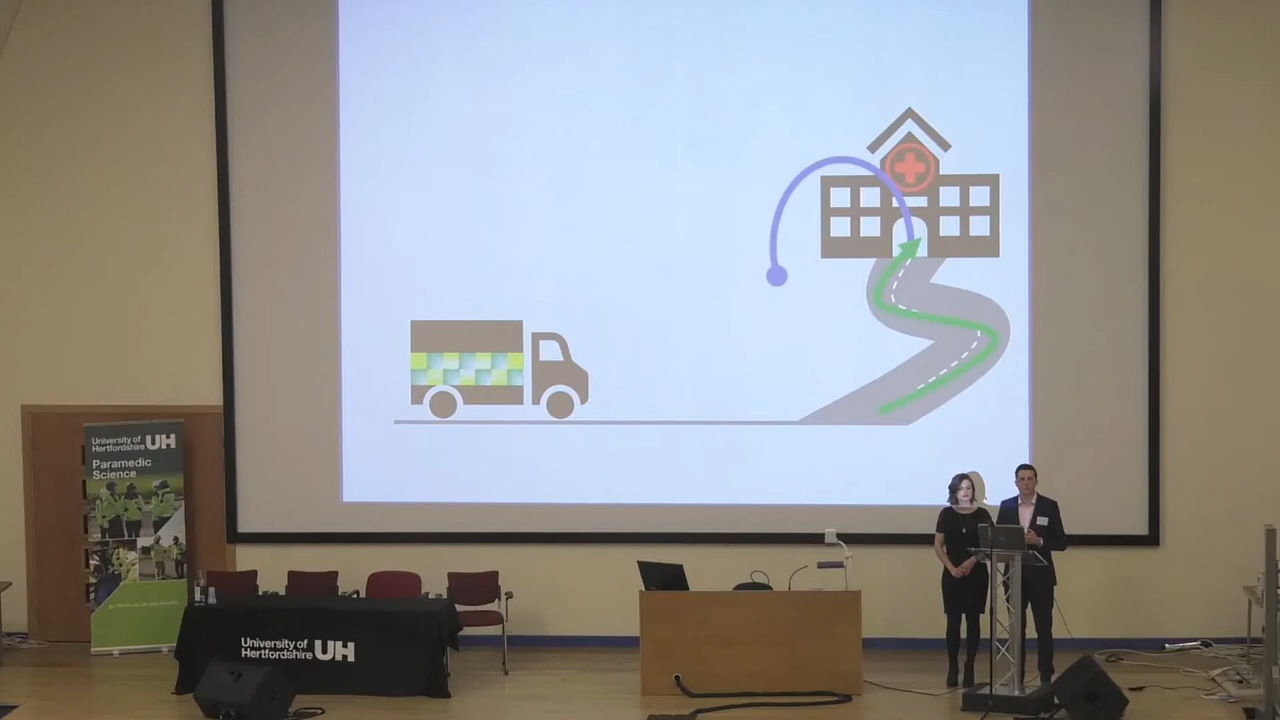 University of
Hertfordshire UH
Paramedic
Science
University of
Hertfordshire UH